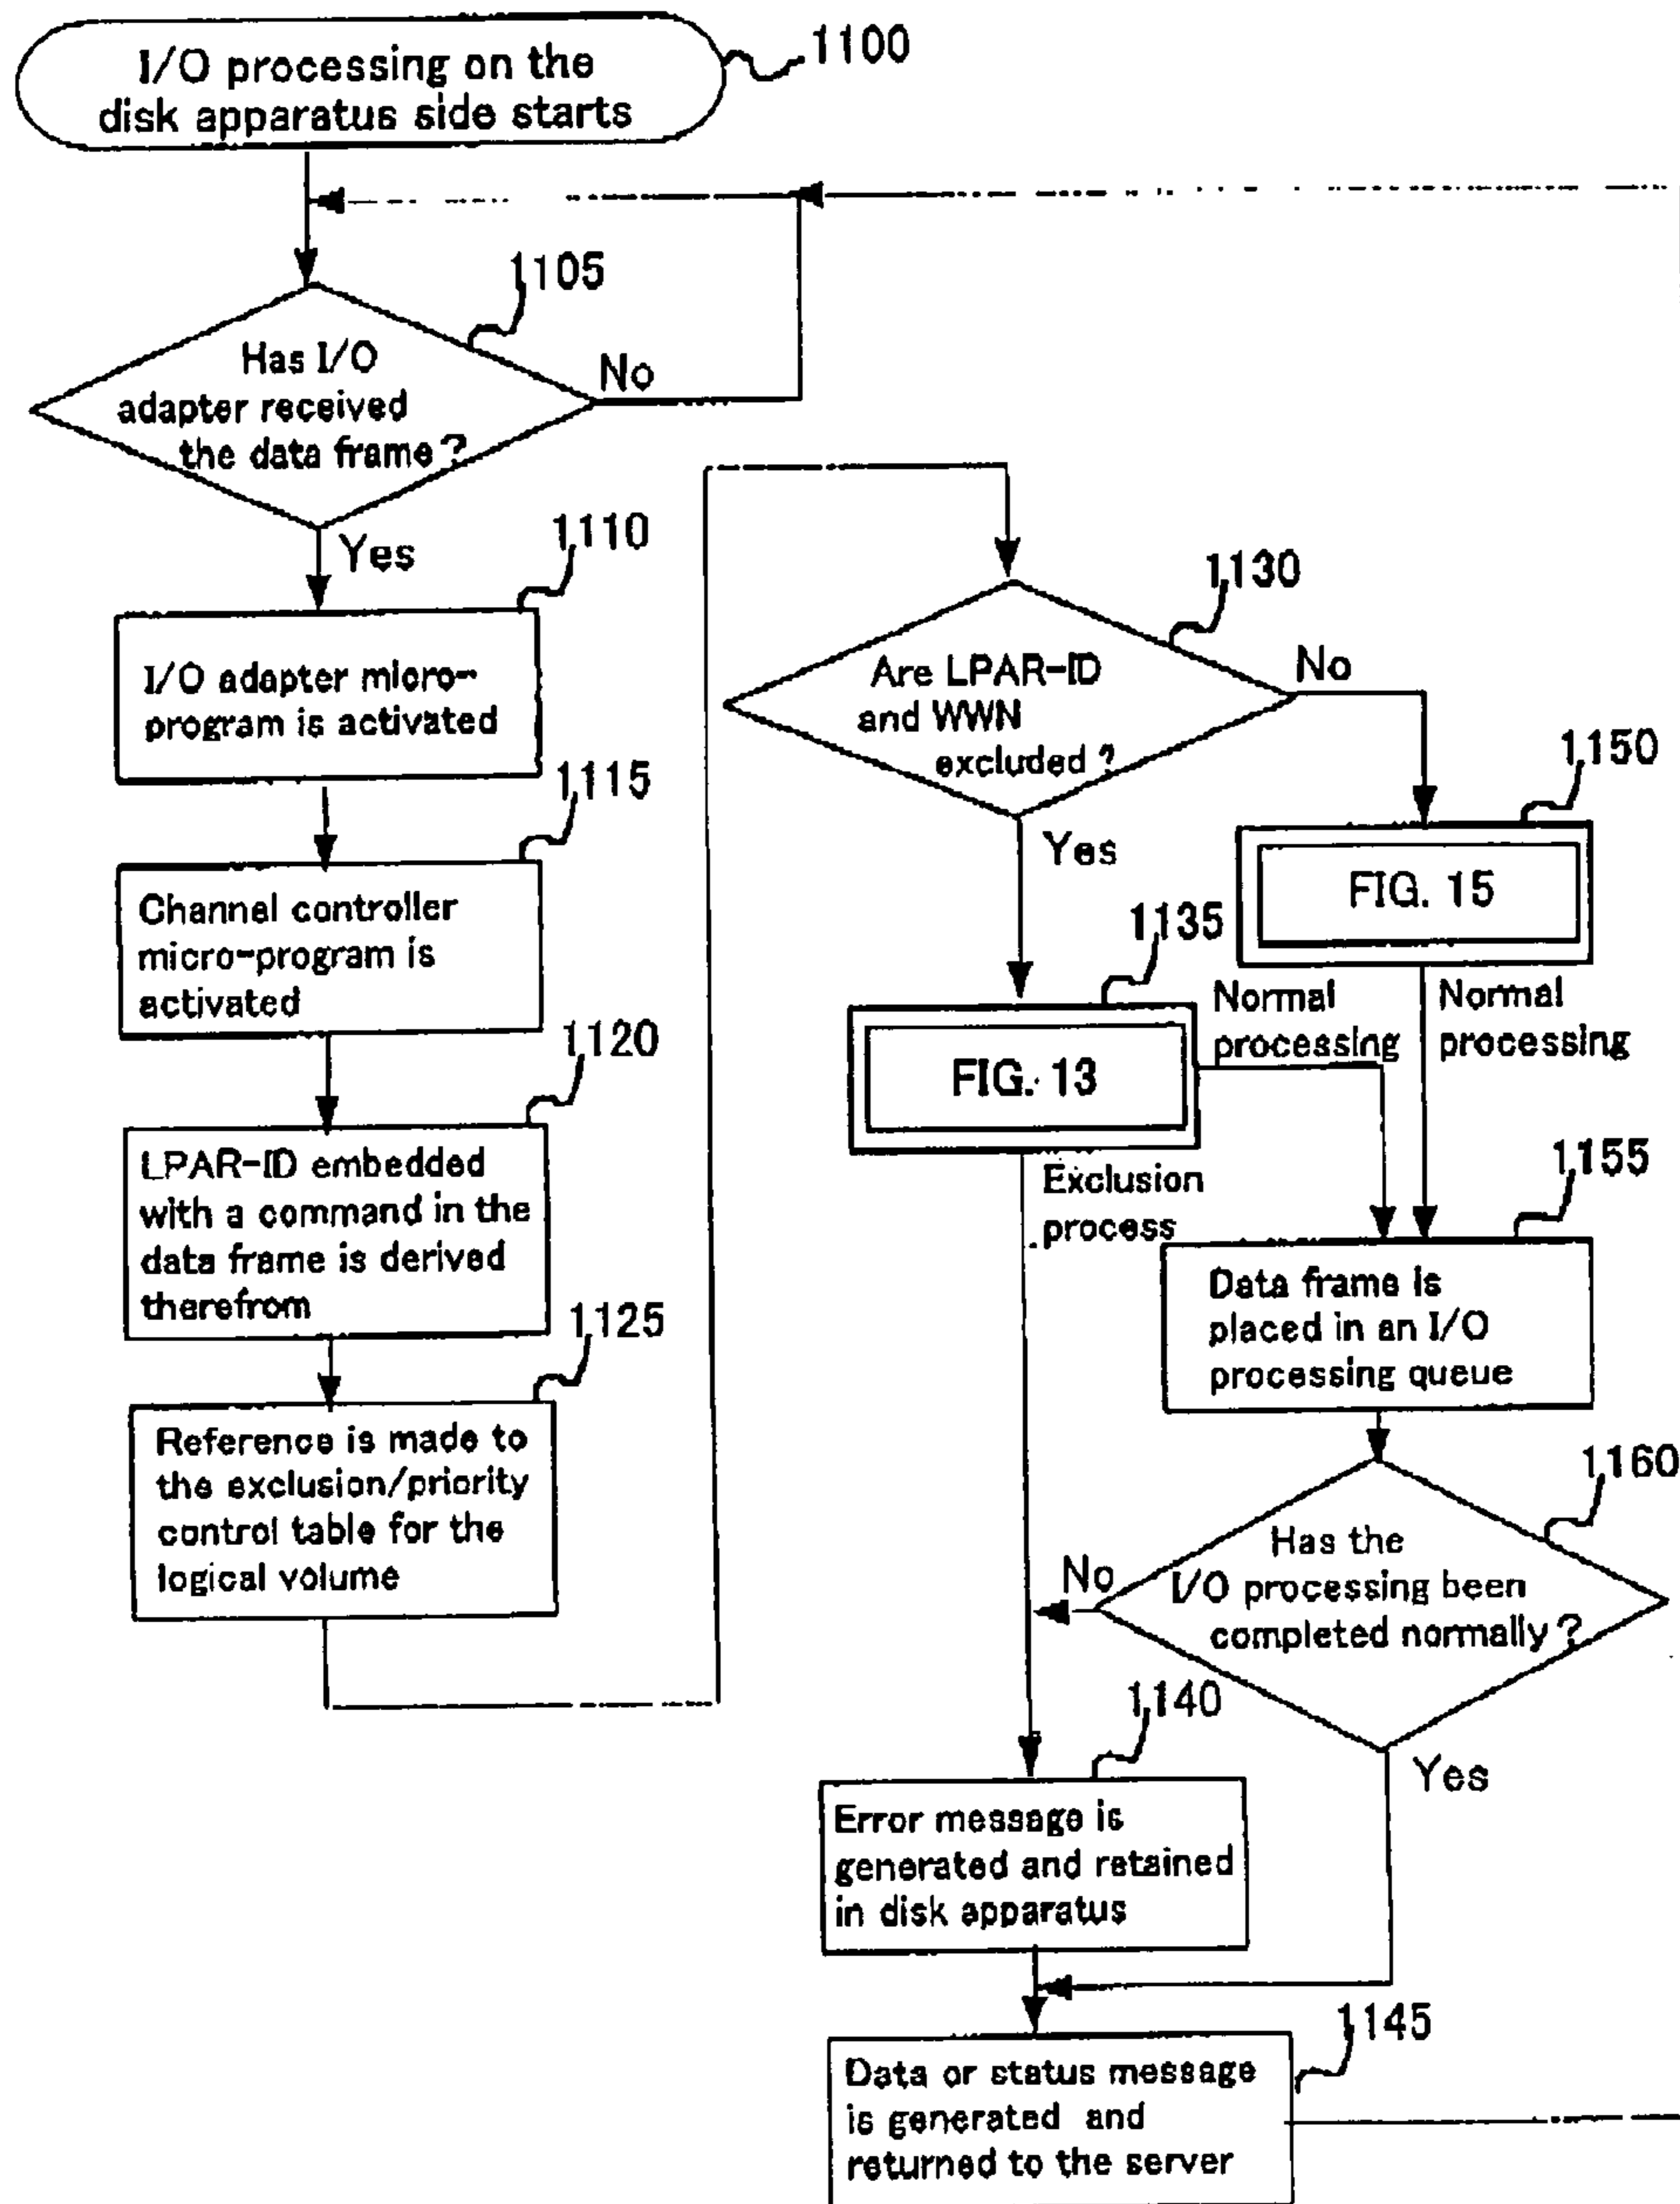 I/O processing on the
disk apparatus side starts
1100
1105
Has I/O
adapter received
the data frame?
No
Yes
1110
I/O adapter micro-
program is activated
1115
Channel controller
micro-program is
activated
1120
LPAR-ID embedded
with a command in the
data frame is derived
therefrom
1125
Reference is made to
the exclusion/priority
control table for the
logical volume
1130
Are LPAR-ID
and WWN
excluded?
No
Yes
1150
FIG. 15
1135
FIG. 13
Normal
processing
Normal
processing
Exclusion
process
1155
Data frame is
placed in an I/O
processing queue
1160
Has the
I/O processing been
completed normally?
No
Yes
1140
Error message is
generated and retained
in disk apparatus
1145
Data or status message
is generated and
returned to the server